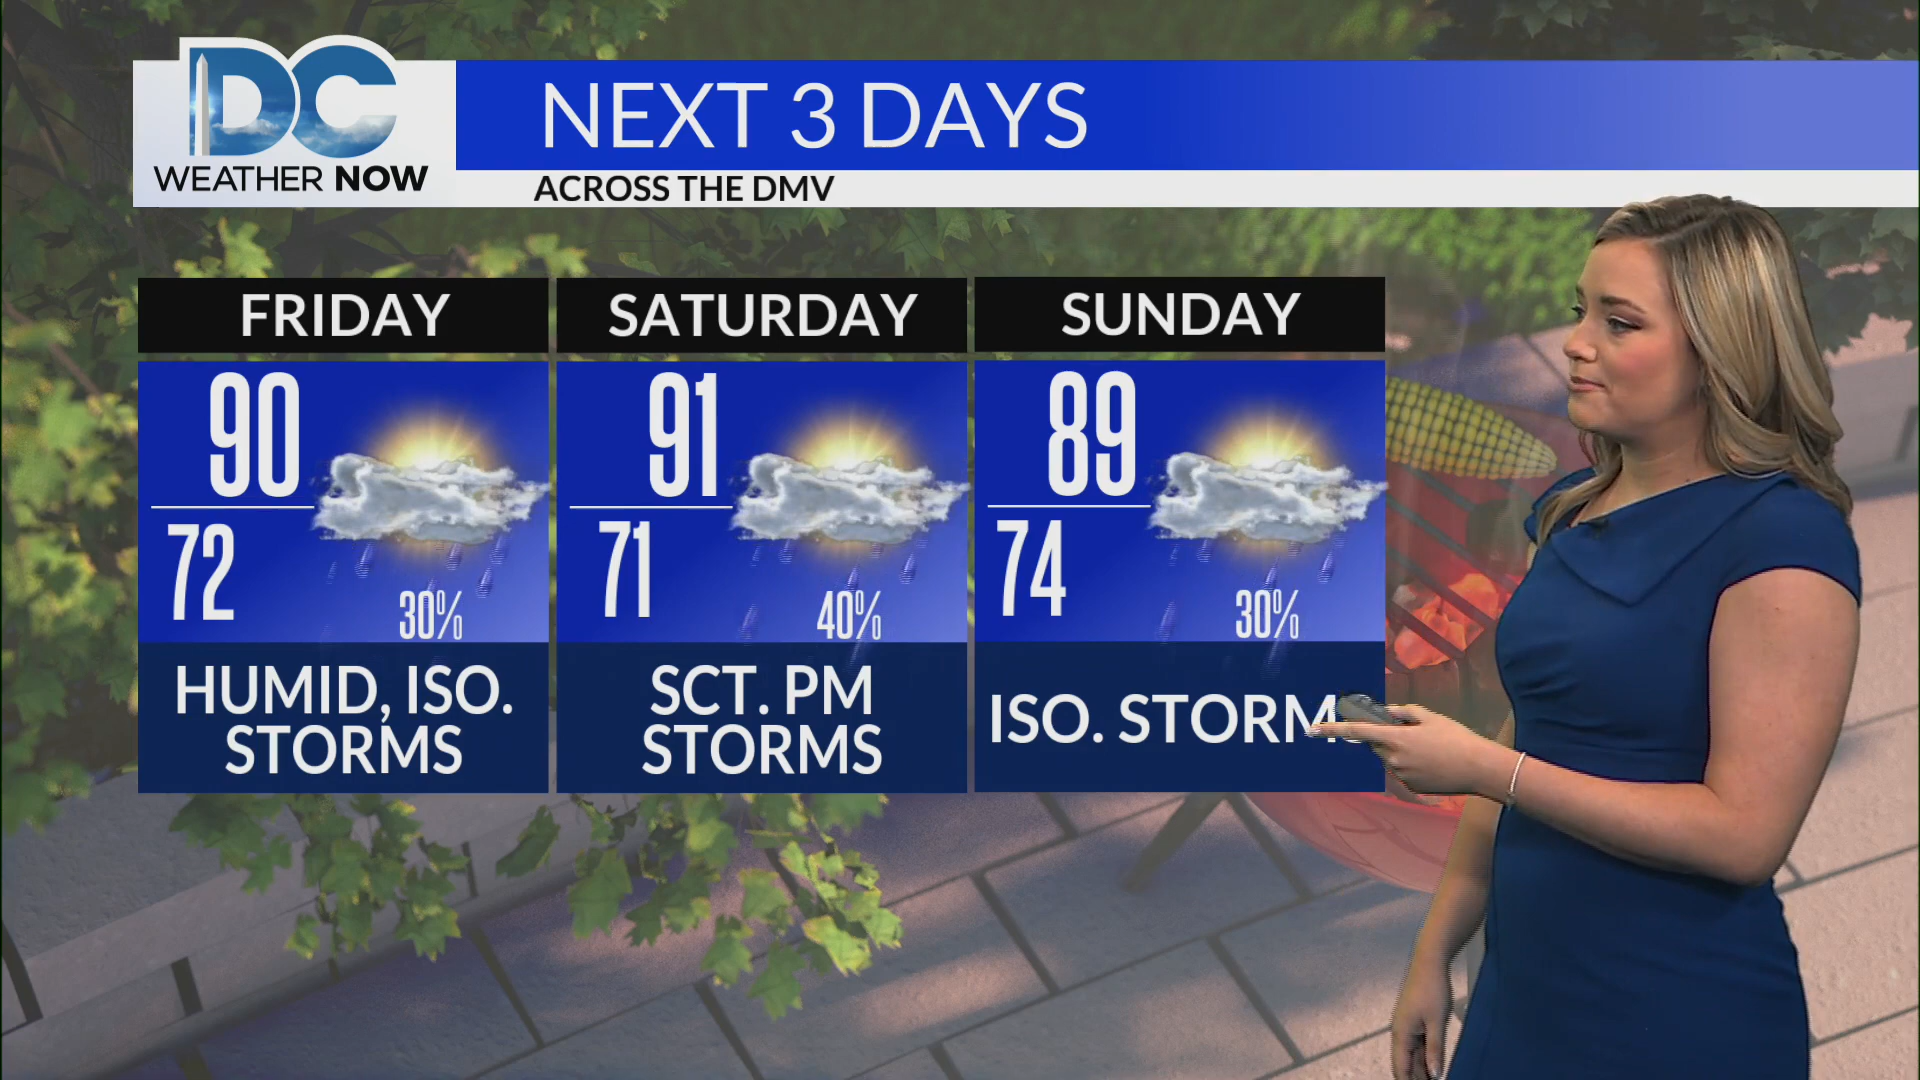 DC
WEATHER NOW
NEXT 3 DAYS
ACROSS THE DMV
FRIDAY
90
72
30%
HUMID, ISO.
STORMS
SATURDAY
91
71
40%
SCT. PM
STORMS
SUNDAY
89
74
30%
ISO. STORMS